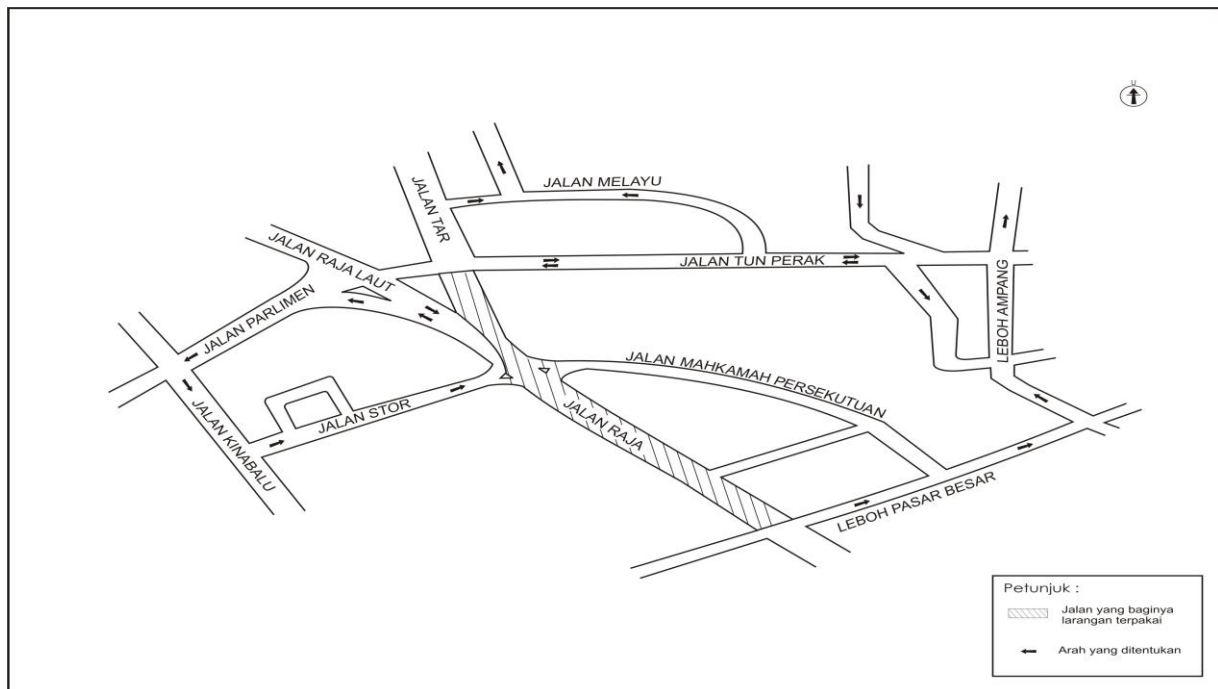 U
JALAN MELAYU
JALAN TAR
JALAN RAJA LAUT
JALAN TUN PERAK
JALAN PARLIMEN
LEBOH AMPANG
JALAN MAHKAMAH PERSEKUTUAN
JALAN STOR
JALAN RAJA
JALAN KINABALU
LEBOH PASAR BESAR
Petunjuk :
Jalan yang baginya
larangan terpakai
Arah yang ditentukan